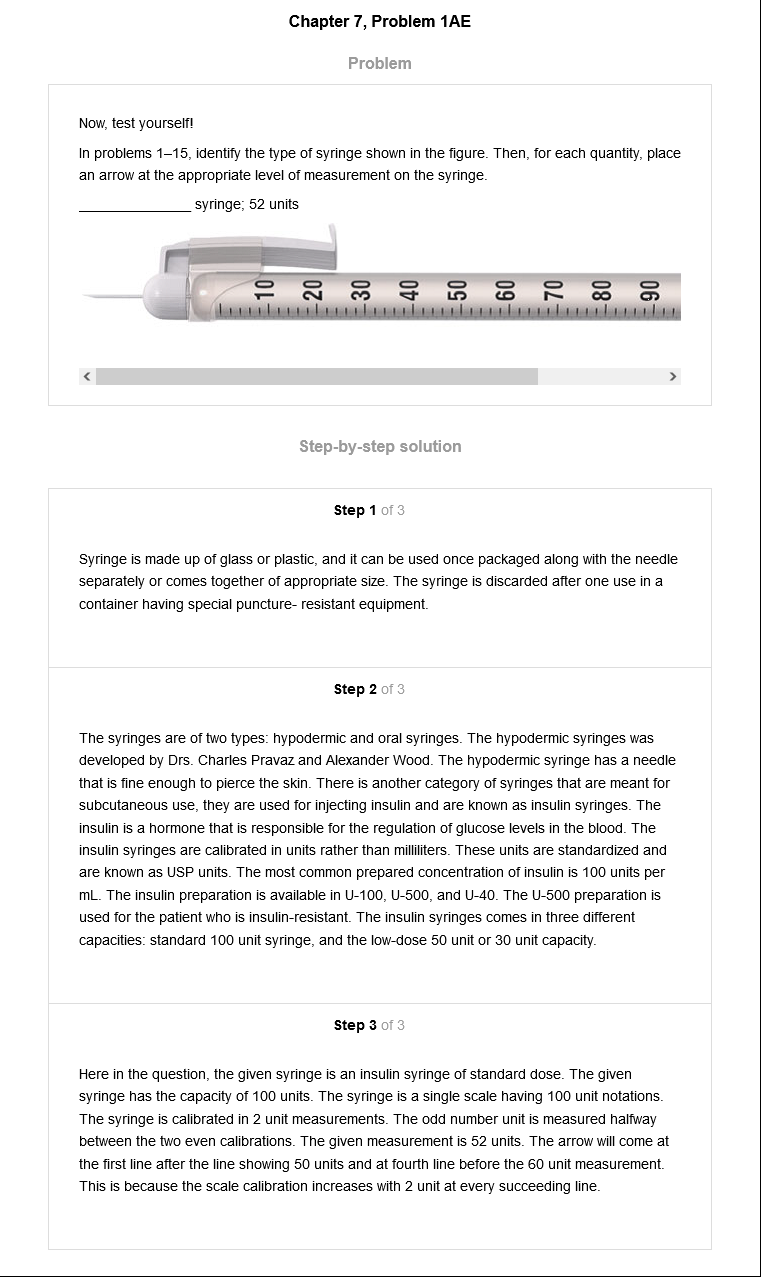 Chapter 7, Problem 1AE
Problem
Now, test yourself!
In problems 1–15, identify the type of syringe shown in the figure. Then, for each quantity, place
an arrow at the appropriate level of measurement on the syringe.
_______________ syringe; 52 units
10 20 30 40 50 60 70 80 90
Step-by-step solution
Step 1 of 3
Syringe is made up of glass or plastic, and it can be used once packaged along with the needle
separately or comes together of appropriate size. The syringe is discarded after one use in a
container having special puncture- resistant equipment.
Step 2 of 3
The syringes are of two types: hypodermic and oral syringes. The hypodermic syringes was
developed by Drs. Charles Pravaz and Alexander Wood. The hypodermic syringe has a needle
that is fine enough to pierce the skin. There is another category of syringes that are meant for
subcutaneous use, they are used for injecting insulin and are known as insulin syringes. The
insulin is a hormone that is responsible for the regulation of glucose levels in the blood. The
insulin syringes are calibrated in units rather than milliliters. These units are standardized and
are known as USP units. The most common prepared concentration of insulin is 100 units per
mL. The insulin preparation is available in U-100, U-500, and U-40. The U-500 preparation is
used for the patient who is insulin-resistant. The insulin syringes comes in three different
capacities: standard 100 unit syringe, and the low-dose 50 unit or 30 unit capacity.
Step 3 of 3
Here in the question, the given syringe is an insulin syringe of standard dose. The given
syringe has the capacity of 100 units. The syringe is a single scale having 100 unit notations.
The syringe is calibrated in 2 unit measurements. The odd number unit is measured halfway
between the two even calibrations. The given measurement is 52 units. The arrow will come at
the first line after the line showing 50 units and at fourth line before the 60 unit measurement.
This is because the scale calibration increases with 2 unit at every succeeding line.